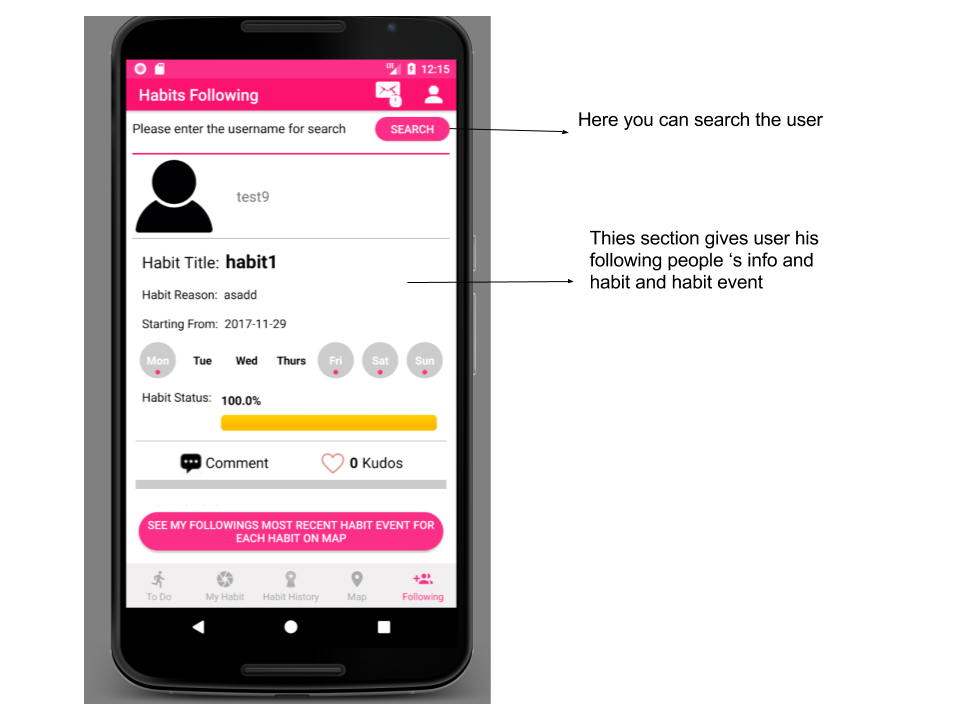 LTE 12:15
Habits Following
Please enter the username for search SEARCH
Here you can search the user
test9
Thies section gives user his
following people ‘s info and
habit and habit event
Habit Title: habit1
Habit Reason: asadd
Starting From: 2017-11-29
Mon Tue Wed Thurs Fri Sat Sun
Habit Status: 100.0%
Comment 0 Kudos
SEE MY FOLLOWINGS MOST RECENT HABIT EVENT FOR
EACH HABIT ON MAP
To Do My Habit Habit History Map Following